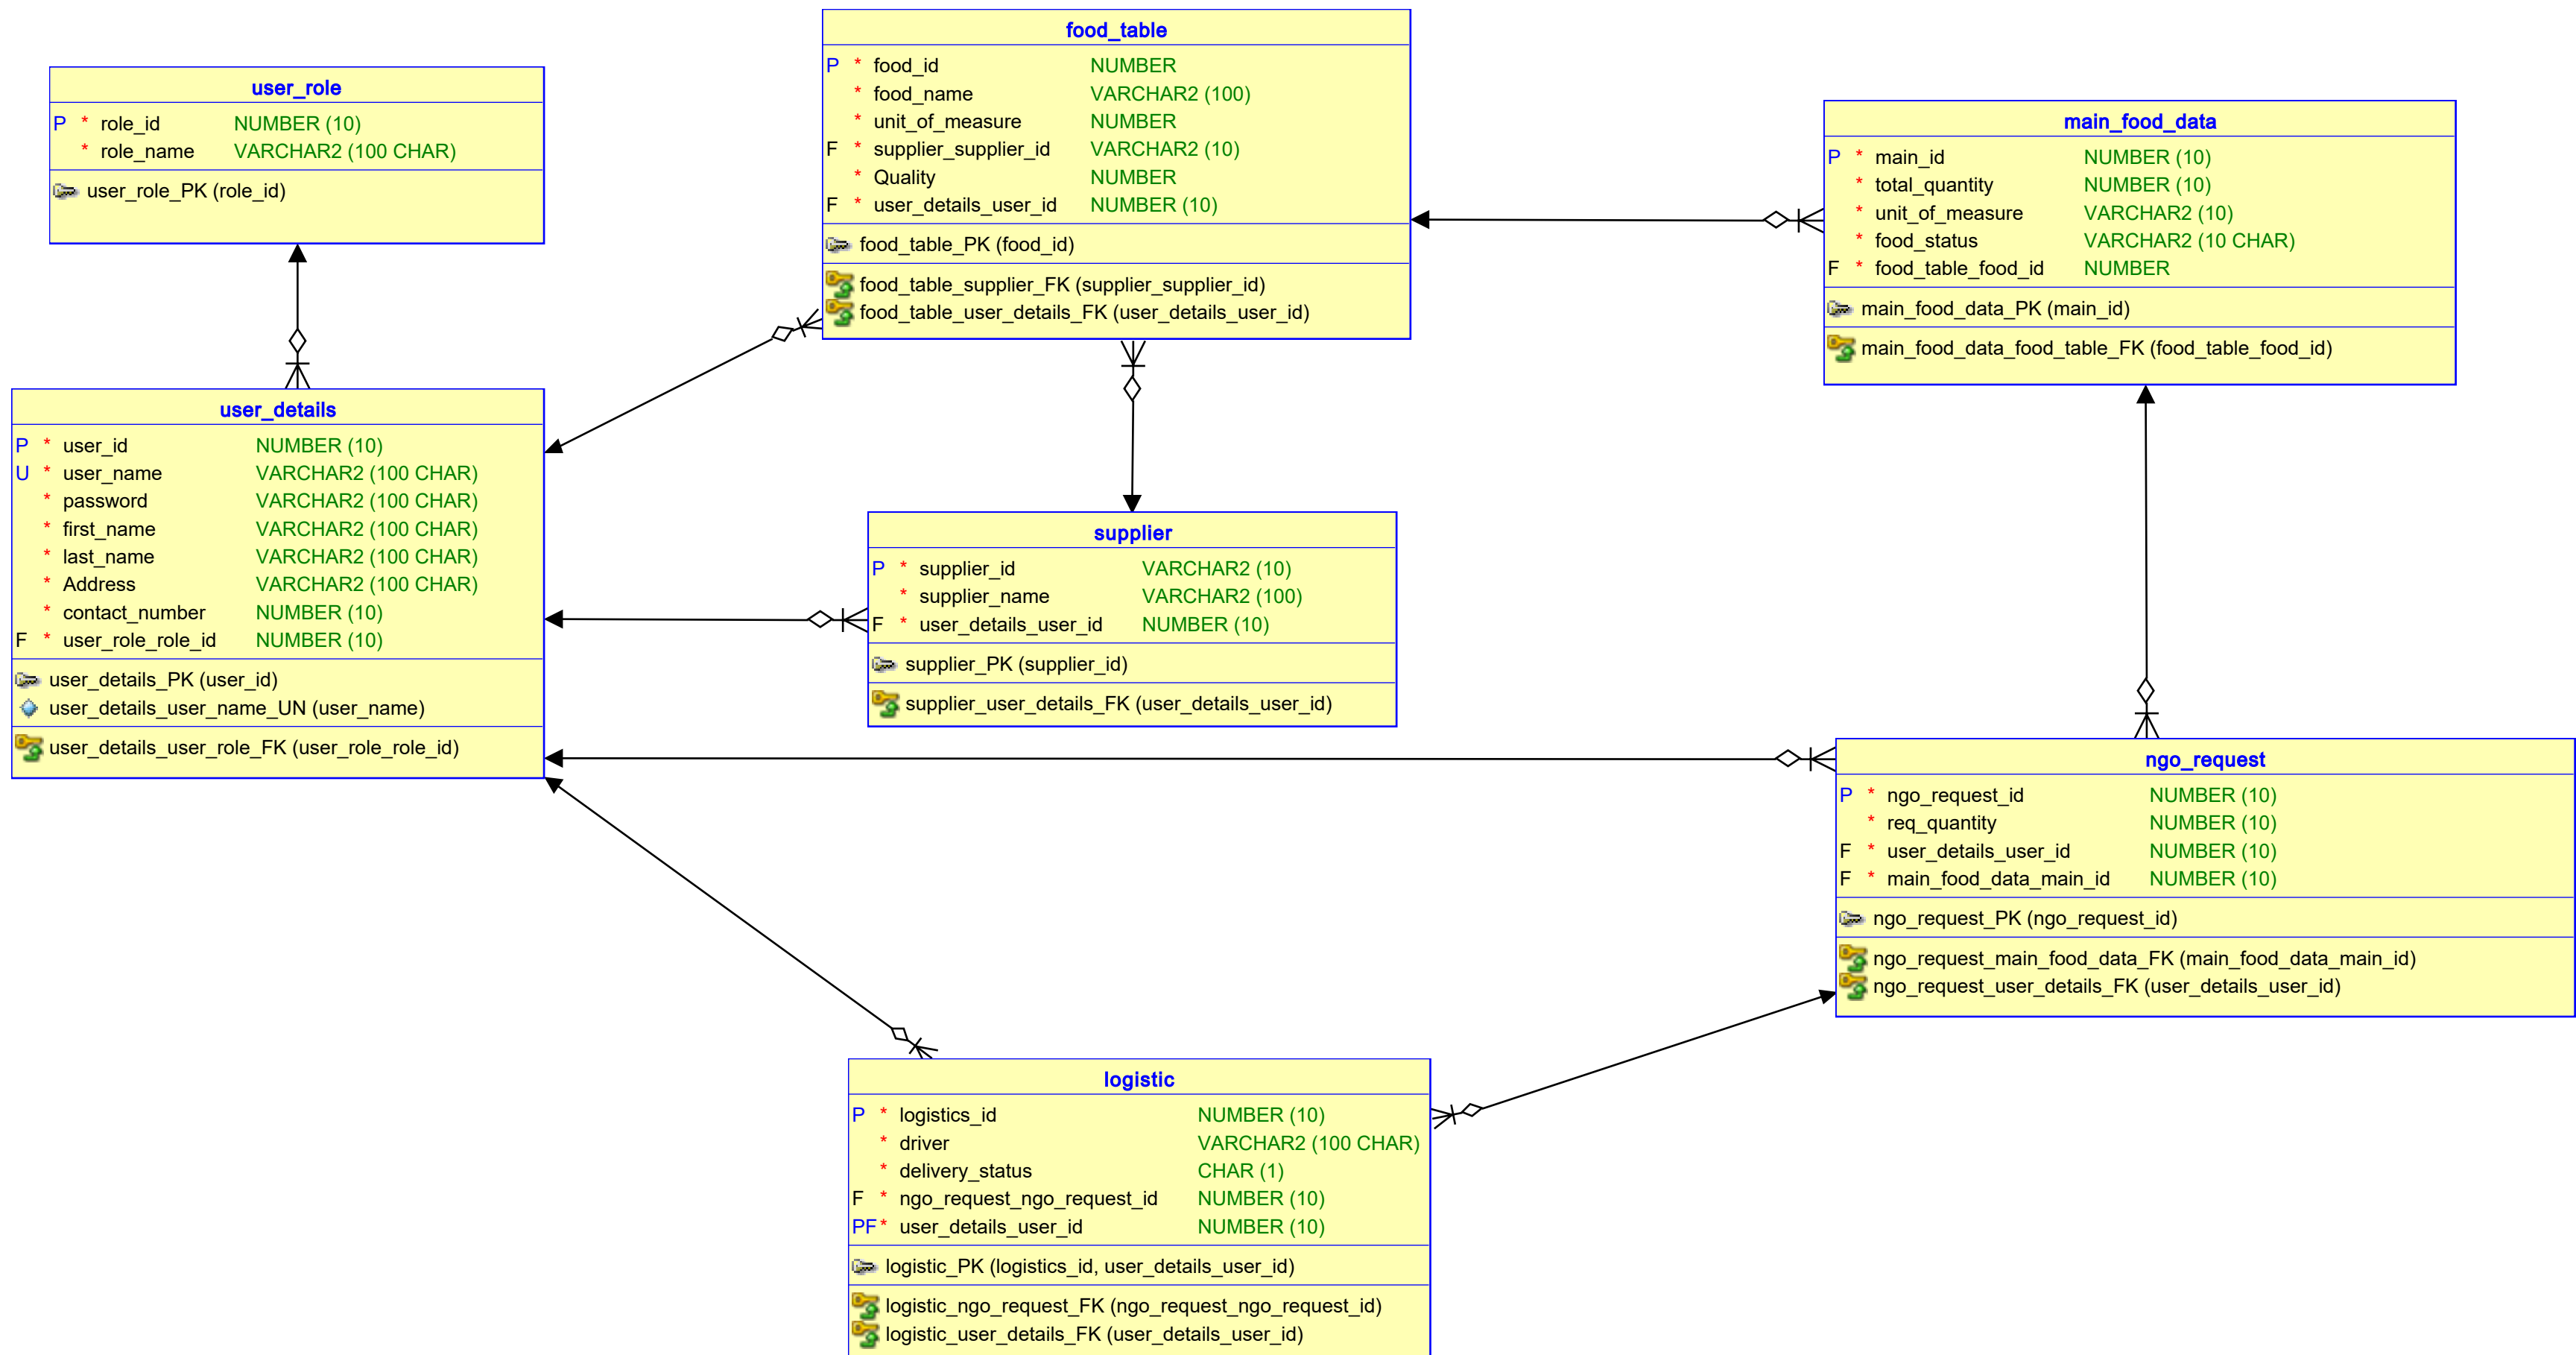 user_role
P * role_id NUMBER (10)
* role_name VARCHAR2 (100 CHAR)
user_role_PK (role_id)
food_table
P * food_id NUMBER
* food_name VARCHAR2 (100)
* unit_of_measure NUMBER
F * supplier_supplier_id VARCHAR2 (10)
* Quality NUMBER
F * user_details_user_id NUMBER (10)
food_table_PK (food_id)
food_table_supplier_FK (supplier_supplier_id)
food_table_user_details_FK (user_details_user_id)
main_food_data
P * main_id NUMBER (10)
* total_quantity NUMBER (10)
* unit_of_measure VARCHAR2 (10)
* food_status VARCHAR2 (10 CHAR)
F * food_table_food_id NUMBER
main_food_data_PK (main_id)
main_food_data_food_table_FK (food_table_food_id)
user_details
P * user_id NUMBER (10)
U * user_name VARCHAR2 (100 CHAR)
* password VARCHAR2 (100 CHAR)
* first_name VARCHAR2 (100 CHAR)
* last_name VARCHAR2 (100 CHAR)
* Address VARCHAR2 (100 CHAR)
* contact_number NUMBER (10)
F * user_role_role_id NUMBER (10)
user_details_PK (user_id)
user_details_user_name_UN (user_name)
user_details_user_role_FK (user_role_role_id)
supplier
P * supplier_id VARCHAR2 (10)
* supplier_name VARCHAR2 (100)
F * user_details_user_id NUMBER (10)
supplier_PK (supplier_id)
supplier_user_details_FK (user_details_user_id)
ngo_request
P * ngo_request_id NUMBER (10)
* req_quantity NUMBER (10)
F * user_details_user_id NUMBER (10)
F * main_food_data_main_id NUMBER (10)
ngo_request_PK (ngo_request_id)
ngo_request_main_food_data_FK (main_food_data_main_id)
ngo_request_user_details_FK (user_details_user_id)
logistic
P * logistics_id NUMBER (10)
* driver VARCHAR2 (100 CHAR)
* delivery_status CHAR (1)
F * ngo_request_ngo_request_id NUMBER (10)
PF* user_details_user_id NUMBER (10)
logistic_PK (logistics_id, user_details_user_id)
logistic_ngo_request_FK (ngo_request_ngo_request_id)
logistic_user_details_FK (user_details_user_id)